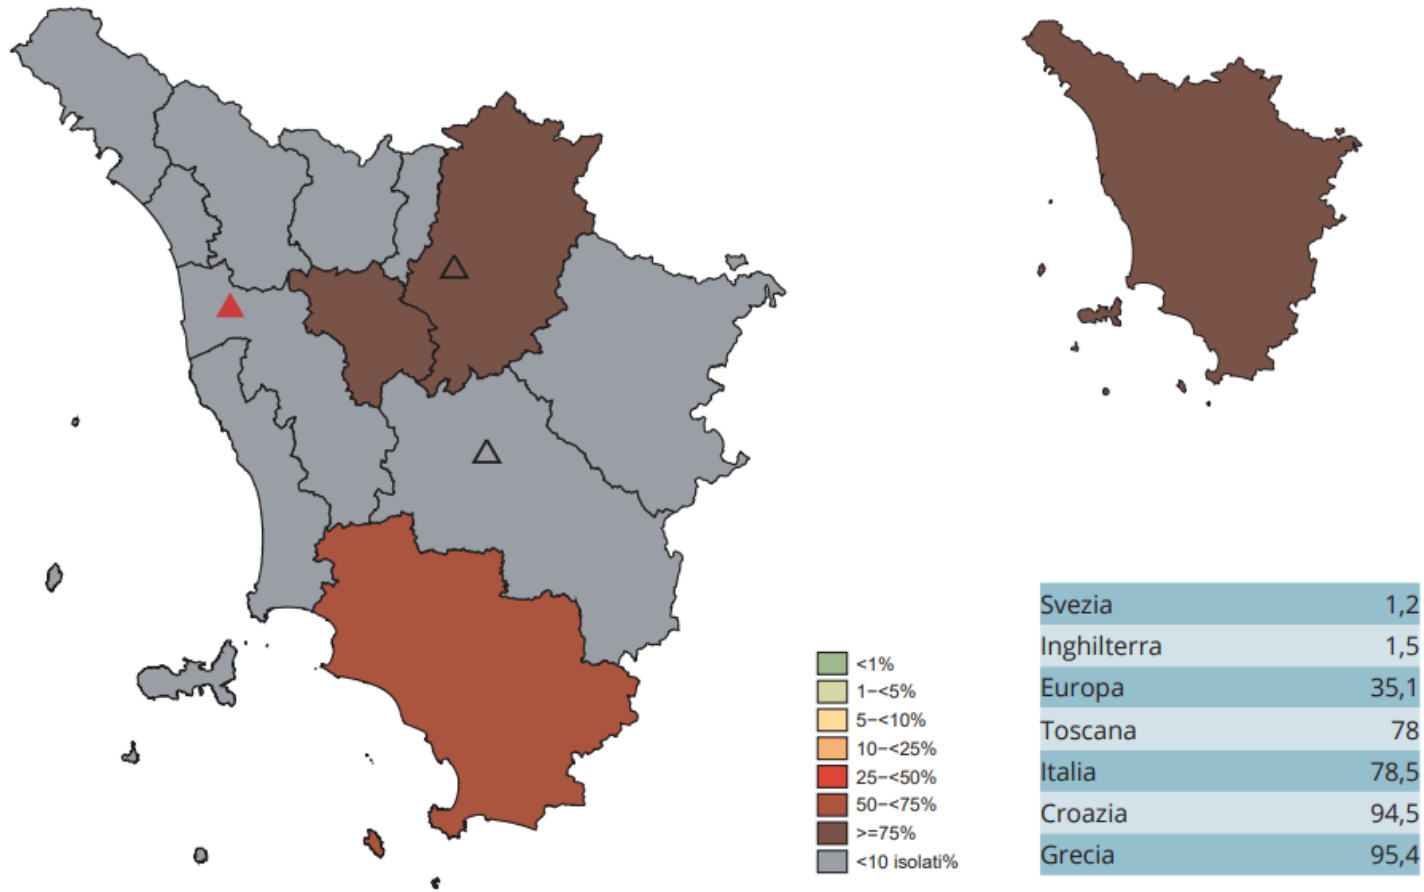 <1%
1−<5%
5−<10%
10−<25%
25−<50%
50−<75%
>=75%
<10 isolati%
Svezia 1,2
Inghilterra 1,5
Europa 35,1
Toscana 78
Italia 78,5
Croazia 94,5
Grecia 95,4